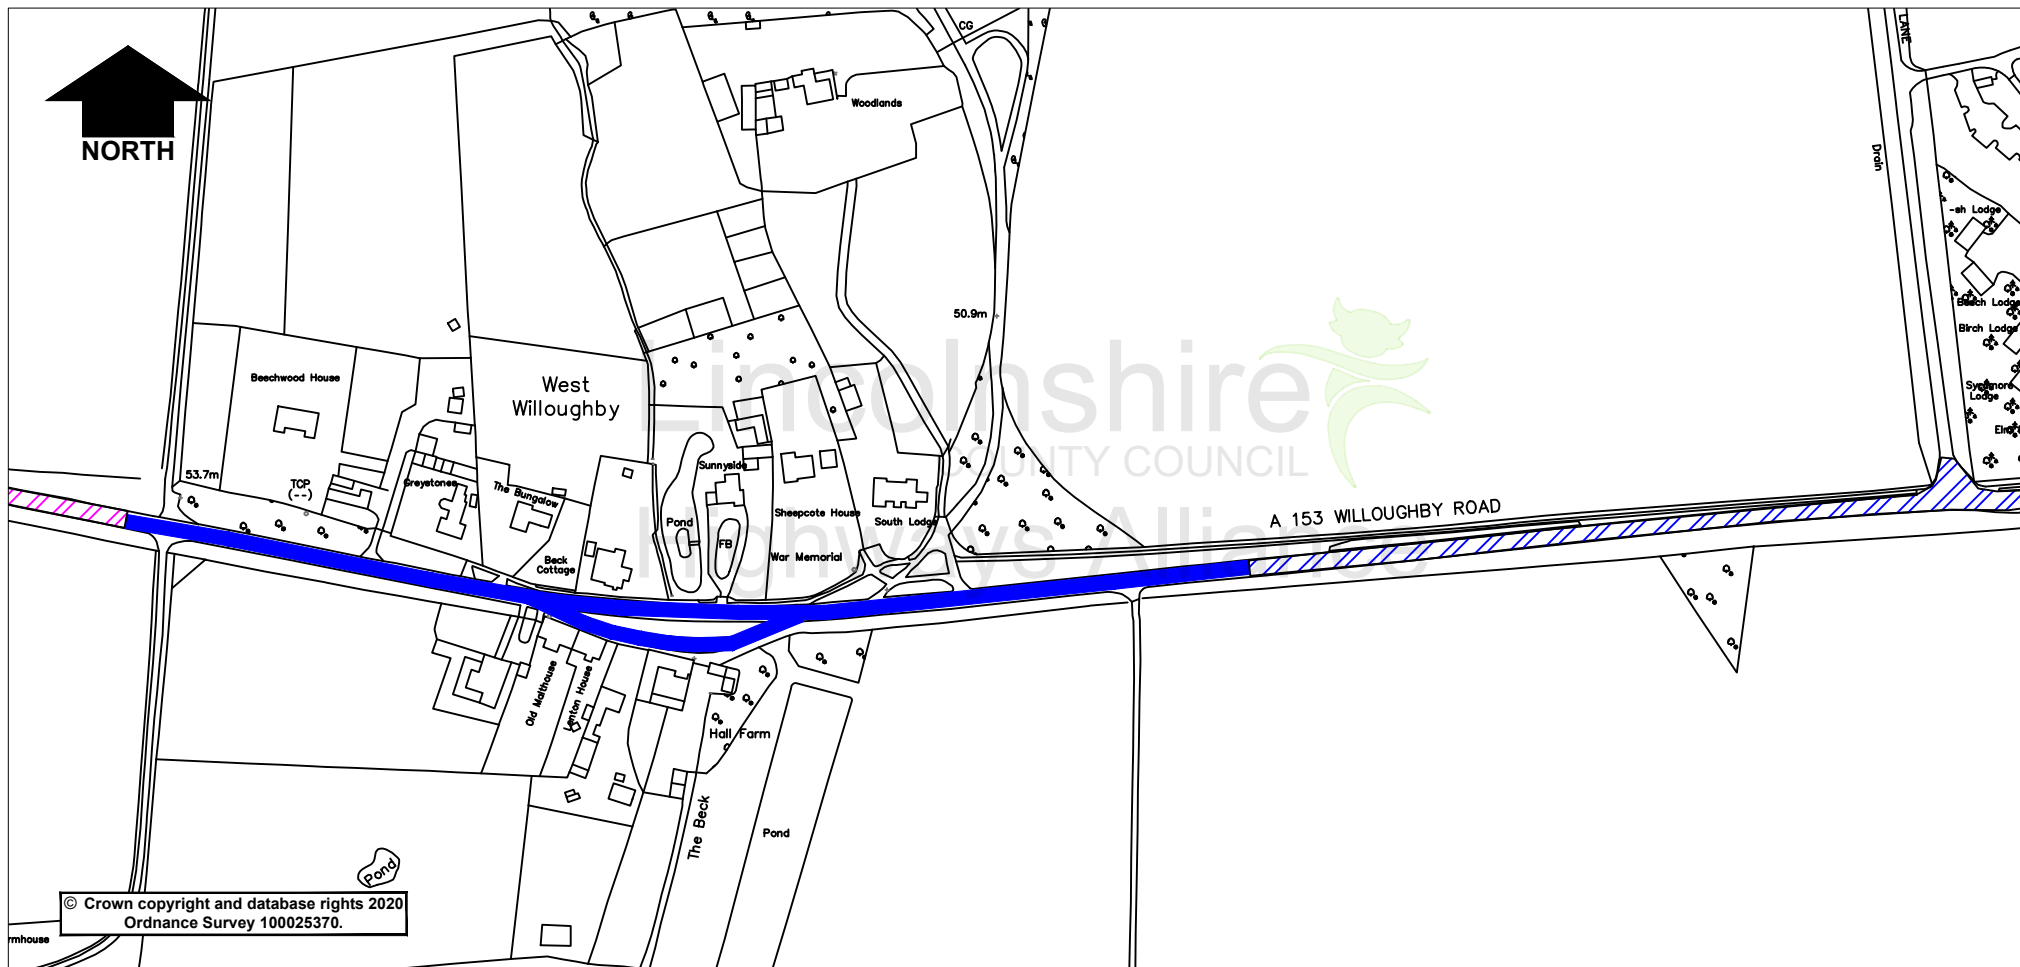 NORTH
CG
LANE
Woodlands
Drain
-sh Lodge
50.9m
Beech Lodge
Birch Lodge
Beechwood House
West
Willoughby
Lincolnshire
COUNTY COUNCIL
Highways Alliance
Sycamore
Lodge
53.7m
TCP
(--)
Greystones
The Bungalow
Sunnyside
Pond
FB
Sheepcote House
South Lodge
War Memorial
Beck
Cottage
A 153 WILLOUGHBY ROAD
Old Malthouse
Lenton House
Hall Farm
The Beck
Pond
Pond
© Crown copyright and database rights 2020
Ordnance Survey 100025370.
rmhouse